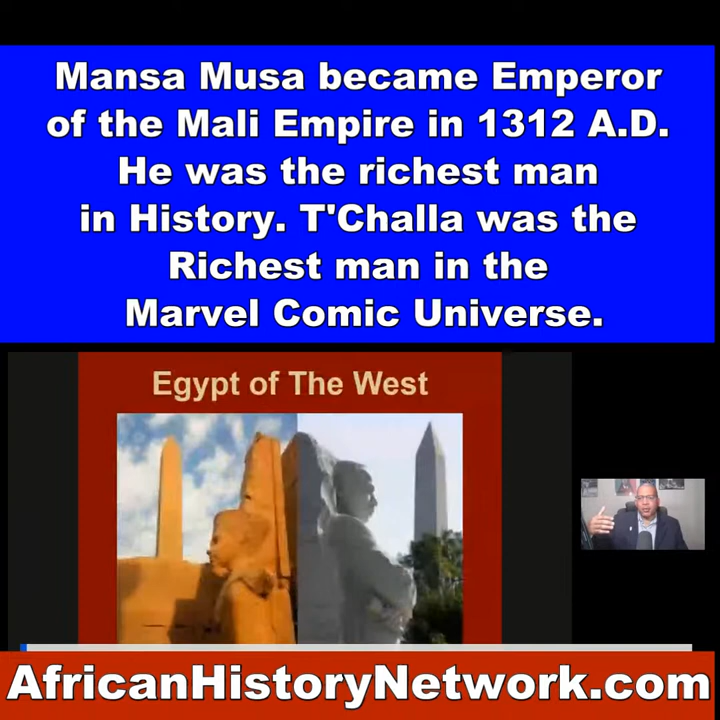 Mansa Musa became Emperor
of the Mali Empire in 1312 A.D.
He was the richest man
in History. T'Challa was the
Richest man in the
Marvel Comic Universe.
Egypt of The West
AfricanHistoryNetwork.com